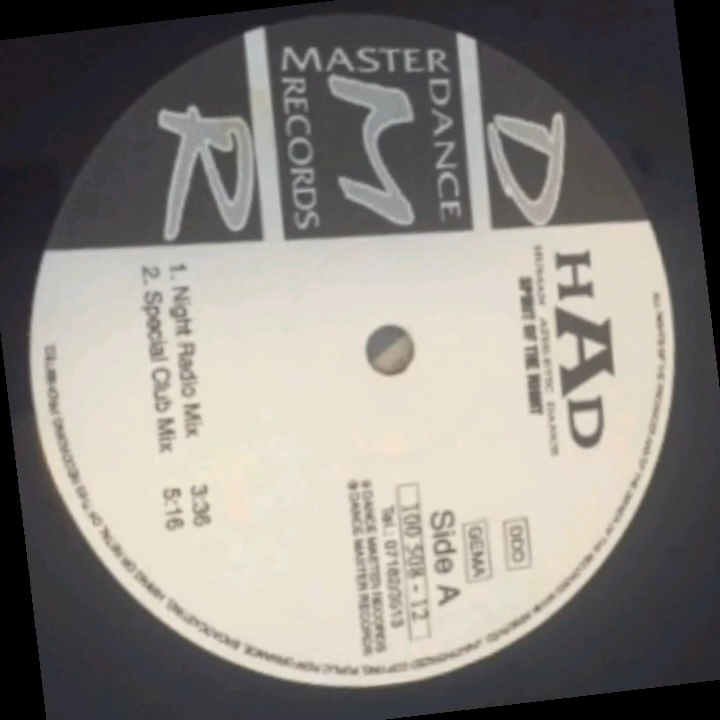 D
MASTER
DANCE
RECORDS
M
R
HAD
HUMAN ATHLETIC DANCE
SPIRIT OF THE NIGHT
DDD
GEMA
Side A
100 508 - 12
DANCE MASTER RECORDS
DANCE MASTER RECORDS
1. Night Radio Mix 3:36
2. Special Club Mix 5:16